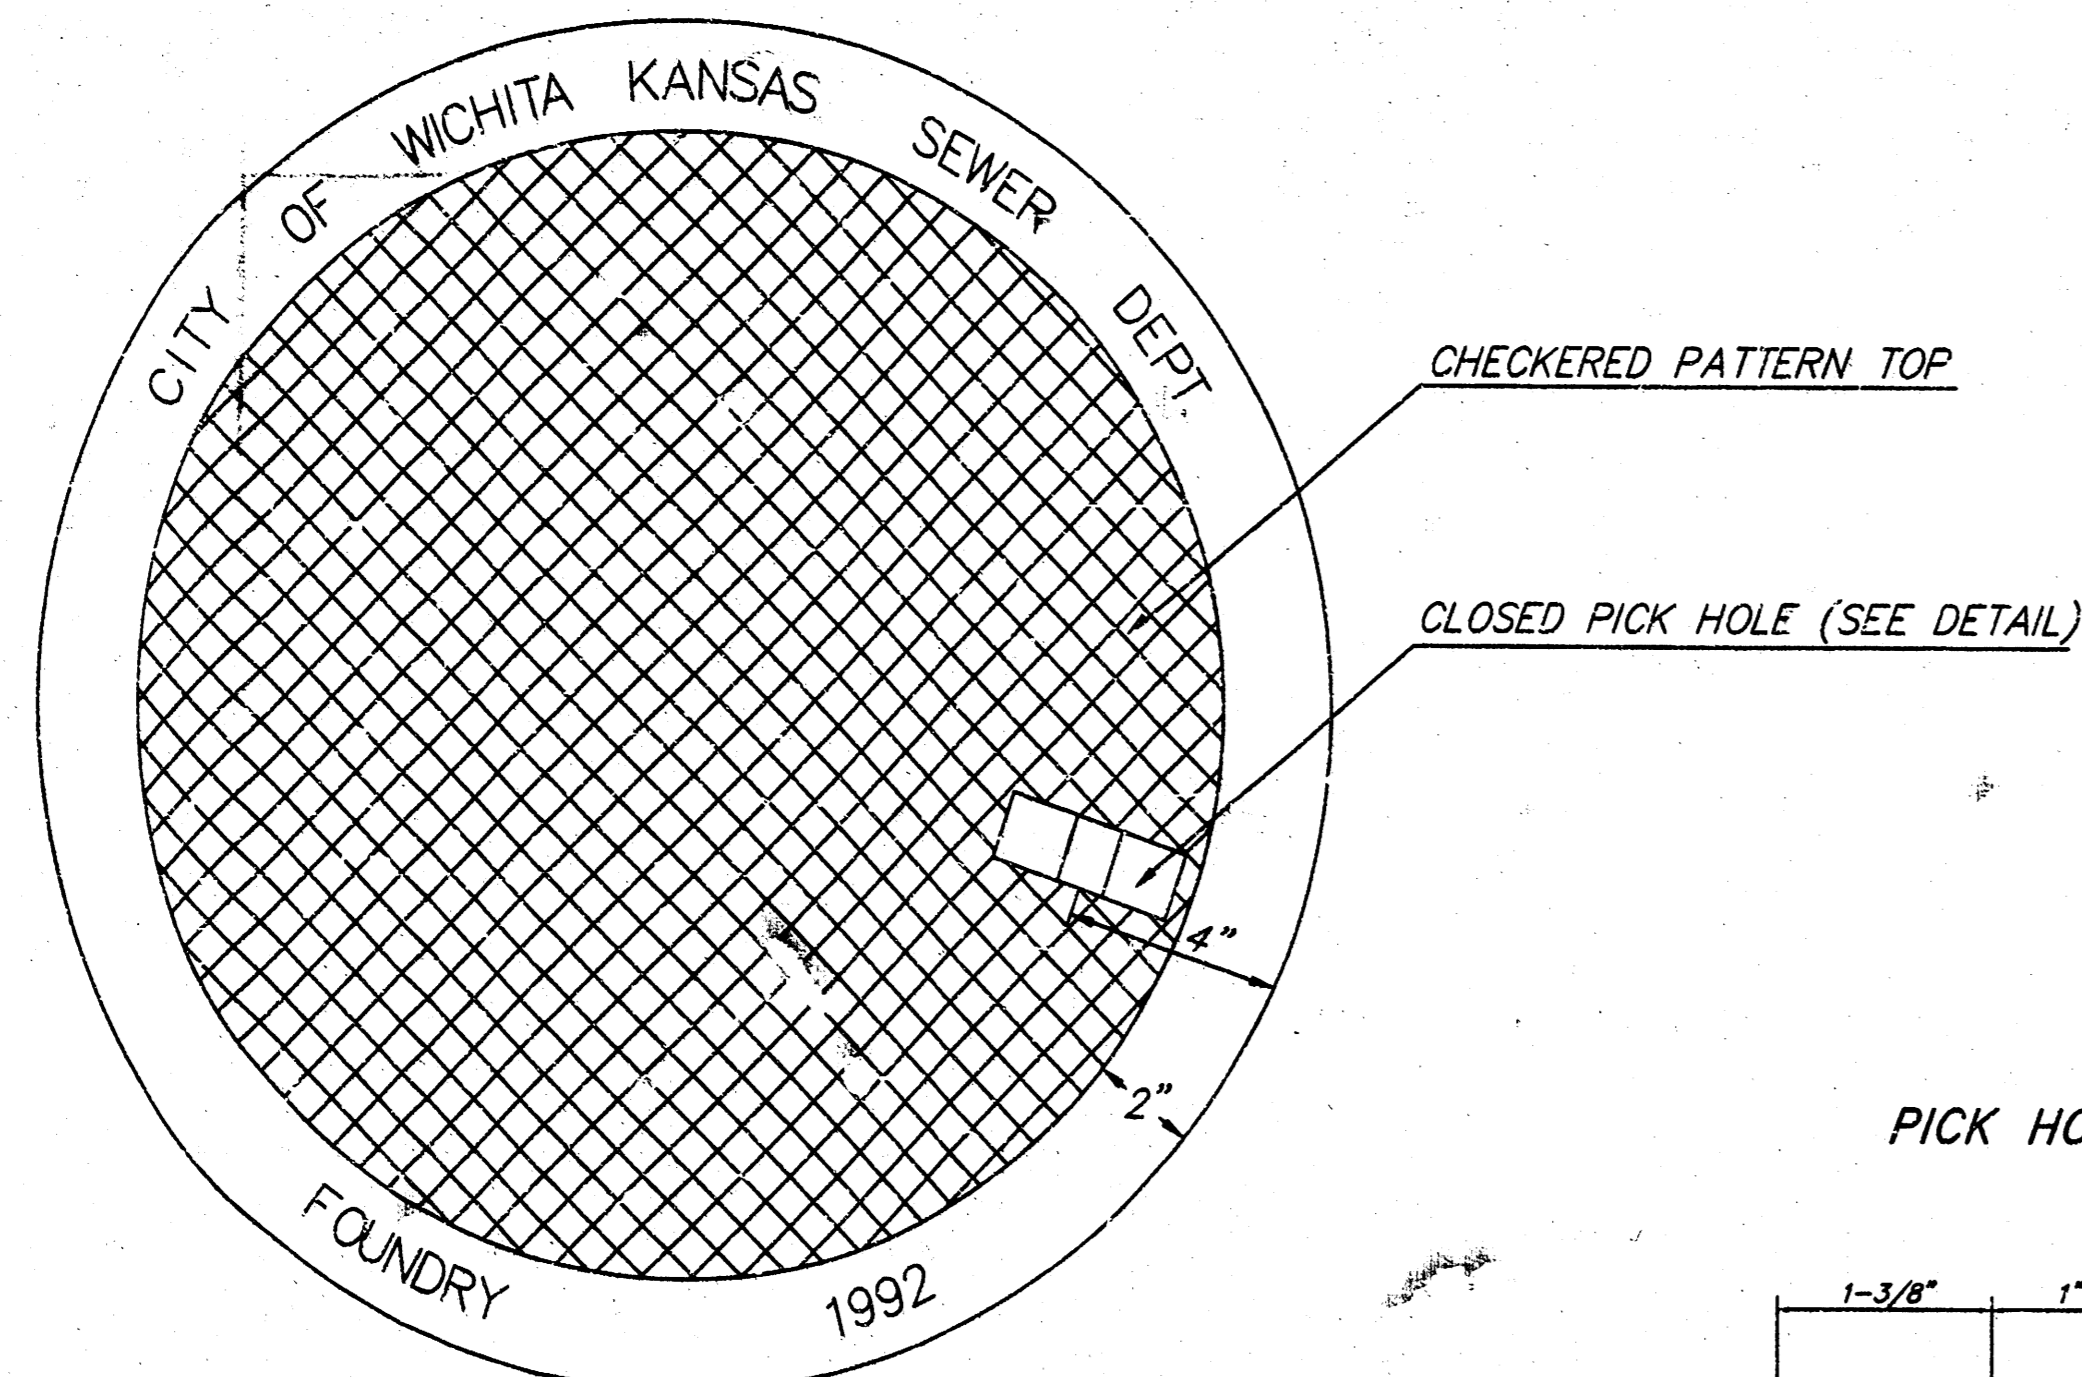 CITY OF WICHITA KANSAS SEWER DEPT.
CHECKERED PATTERN TOP
CLOSED PICK HOLE (SEE DETAIL)
4"
2"
PICK
FOUNDRY 1992
1-3/8" 1"